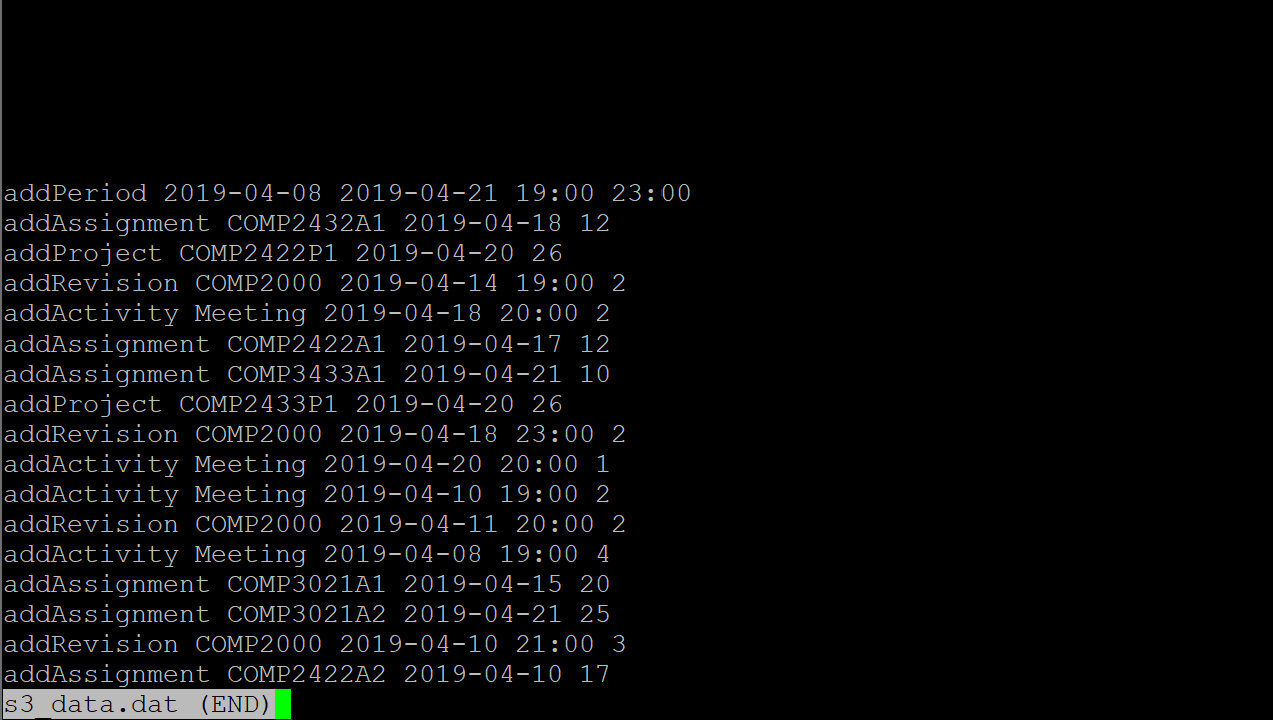 addPeriod 2019-04-08 2019-04-21 19:00 23:00
addAssignment COMP2432A1 2019-04-18 12
addProject COMP2422P1 2019-04-20 26
addRevision COMP2000 2019-04-14 19:00 2
addActivity Meeting 2019-04-18 20:00 2
addAssignment COMP2422A1 2019-04-17 12
addAssignment COMP3433A1 2019-04-21 10
addProject COMP2433P1 2019-04-20 26
addRevision COMP2000 2019-04-18 23:00 2
addActivity Meeting 2019-04-20 20:00 1
addActivity Meeting 2019-04-10 19:00 2
addRevision COMP2000 2019-04-11 20:00 2
addActivity Meeting 2019-04-08 19:00 4
addAssignment COMP3021A1 2019-04-15 20
addAssignment COMP3021A2 2019-04-21 25
addRevision COMP2000 2019-04-10 21:00 3
addAssignment COMP2422A2 2019-04-10 17
s3_data.dat (END)